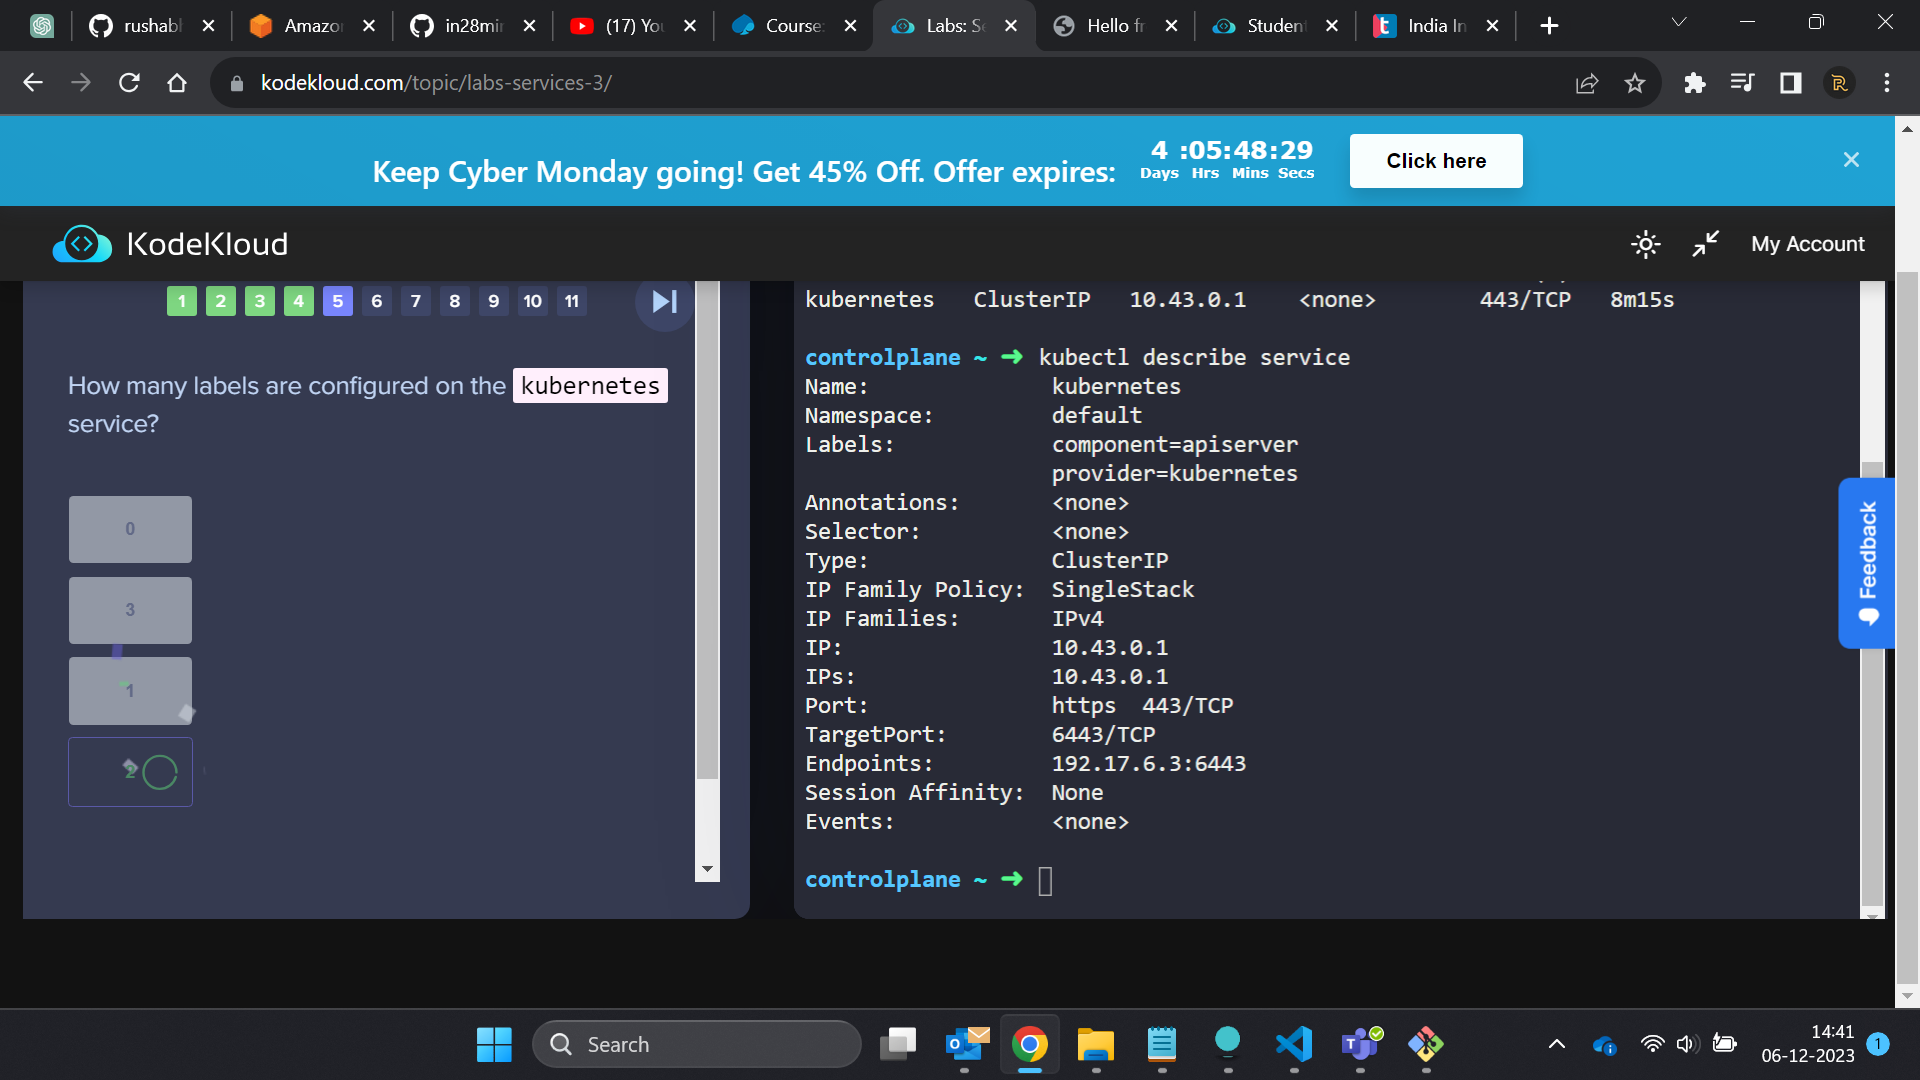 rushabl
Amazon
in28min
(17) You
Course:
Labs: Se
Hello fr
Student
India In
kodekloud.com/topic/labs-services-3/
Keep Cyber Monday going! Get 45% Off. Offer expires:
4 :05:48:29
Days Hrs Mins Secs
Click here
KodeKloud
My Account
1 2 3 4 5 6 7 8 9 10 11
How many labels are configured on the kubernetes
service?
0
3
1
2
kubernetes ClusterIP 10.43.0.1 <none> 443/TCP 8m15s
controlplane ~ ➜ kubectl describe service
Name: kubernetes
Namespace: default
Labels: component=apiserver
provider=kubernetes
Annotations: <none>
Selector: <none>
Type: ClusterIP
IP Family Policy: SingleStack
IP Families: IPv4
IP: 10.43.0.1
IPs: 10.43.0.1
Port: https 443/TCP
TargetPort: 6443/TCP
Endpoints: 192.17.6.3:6443
Session Affinity: None
Events: <none>
controlplane ~ ➜
Feedback
Search
14:41
06-12-2023
1